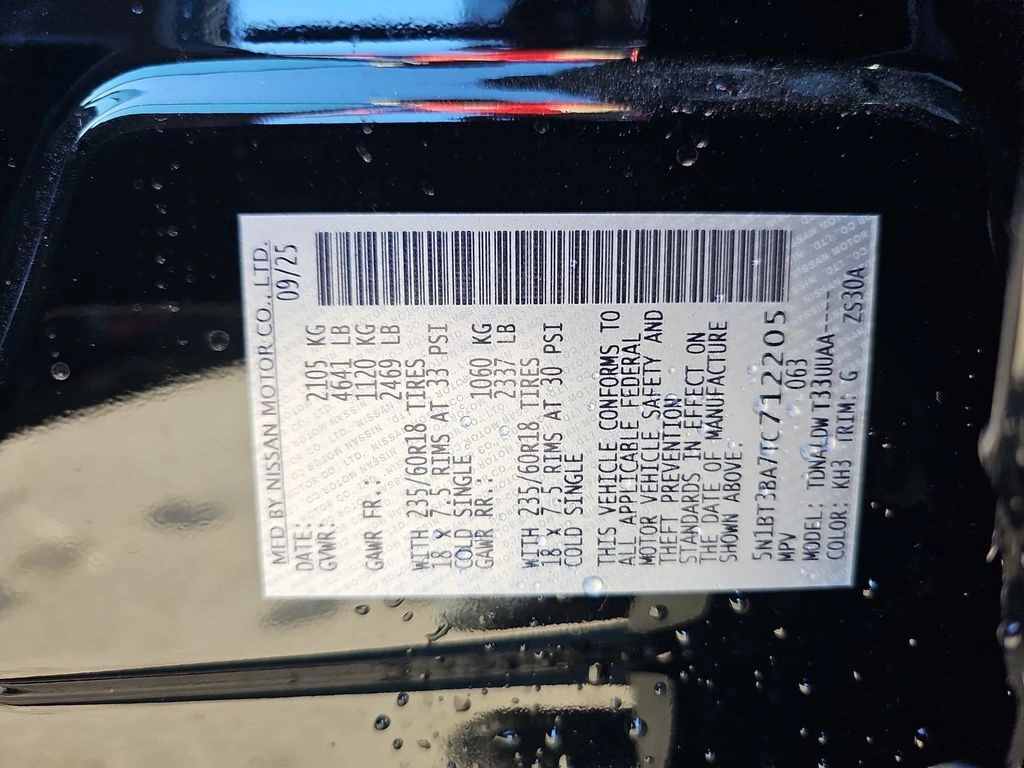 MFD BY NISSAN MOTOR CO., LTD.
DATE: 09/25
GVWR: 2105 KG
4641 LB
GAWR FR.: 1120 KG
2469 LB
WITH 235/60R18 TIRES
18 X 7.5 RIMS AT 33 PSI
COLD SINGLE
GAWR RR.: 1060 KG
2337 LB
WITH 235/60R18 TIRES
18 X 7.5 RIMS AT 30 PSI
COLD SINGLE
THIS VEHICLE CONFORMS TO
ALL APPLICABLE FEDERAL
MOTOR VEHICLE SAFETY AND
THEFT PREVENTION
STANDARDS IN EFFECT ON
THE DATE OF MANUFACTURE
SHOWN ABOVE.
5N1BT3BA7TC712205
MPV 063
MODEL: TDNALDWT33UUAA-----
COLOR: KH3 TRIM: G ZS30A